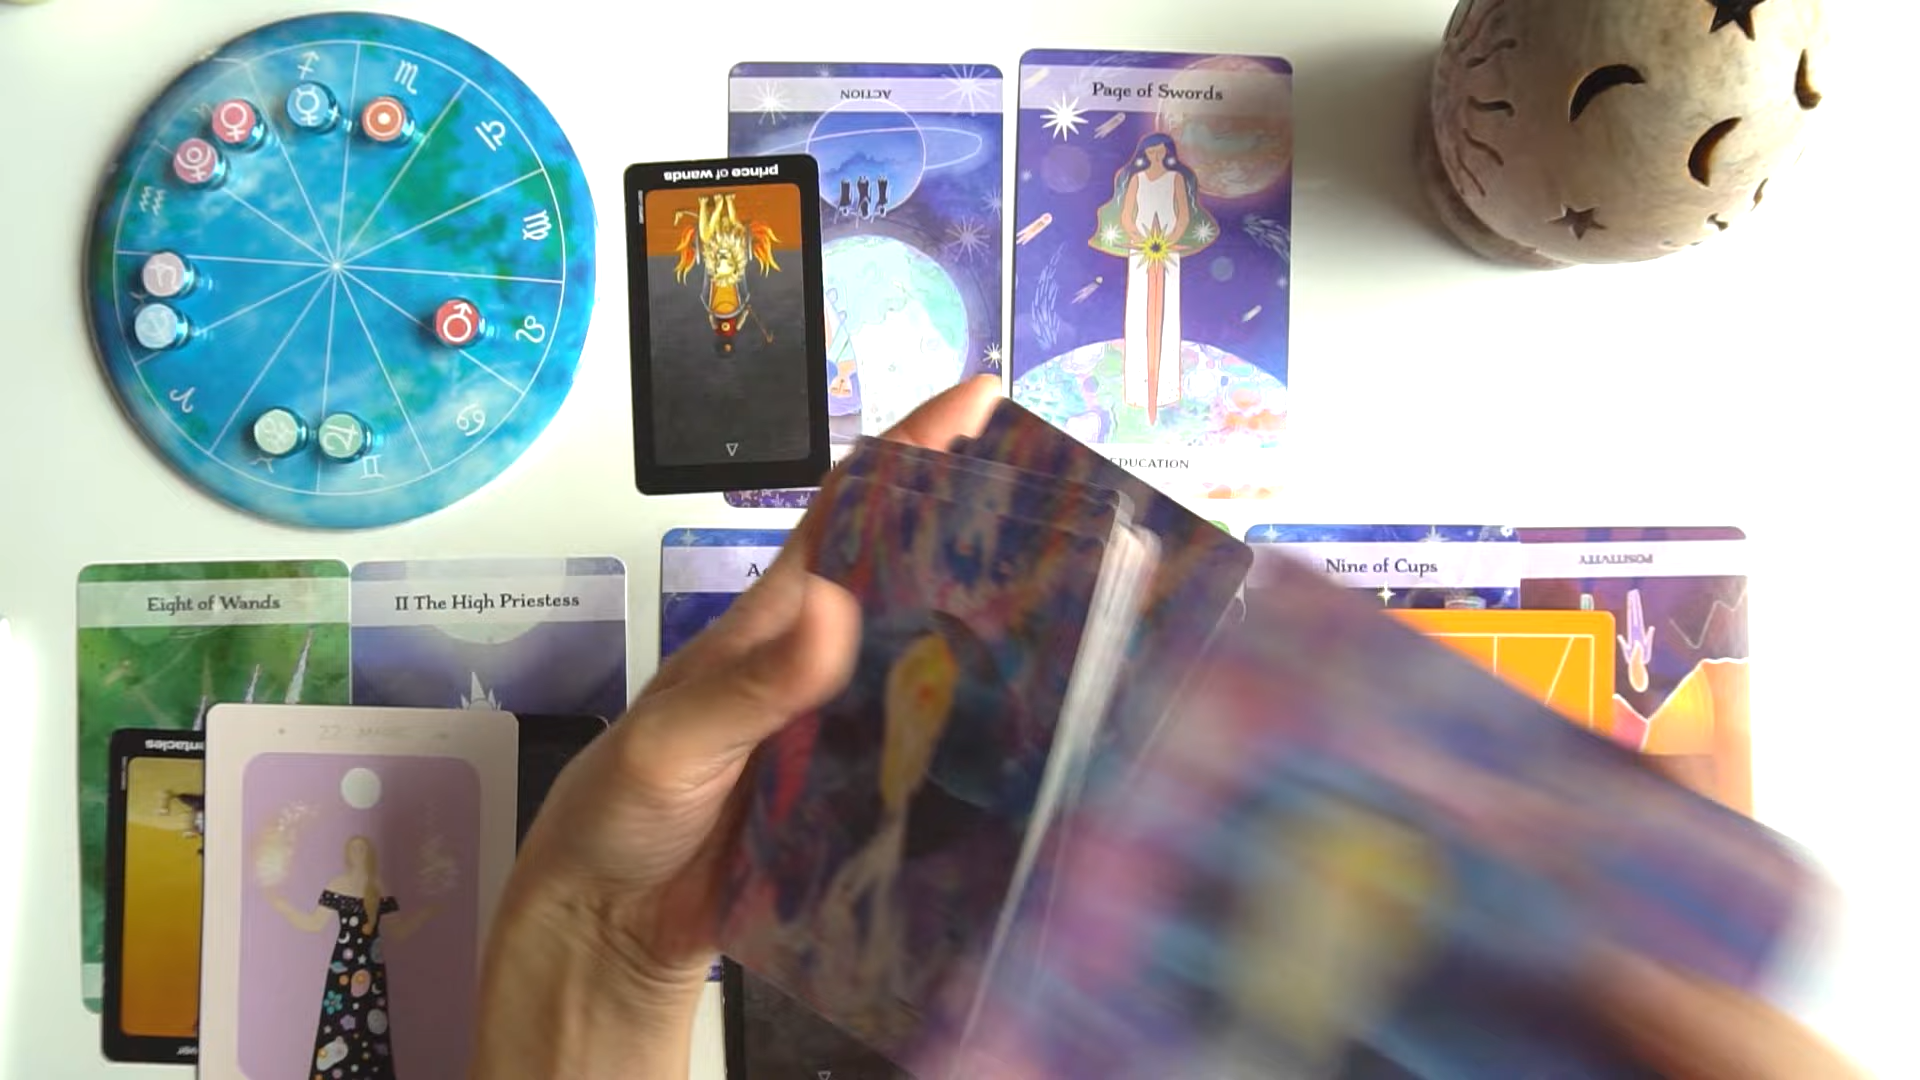 ACTION
Page of Swords
prince of wands
EDUCATION
Nine of Cups
POSITIVITY
Eight of Wands
II The High Priestess